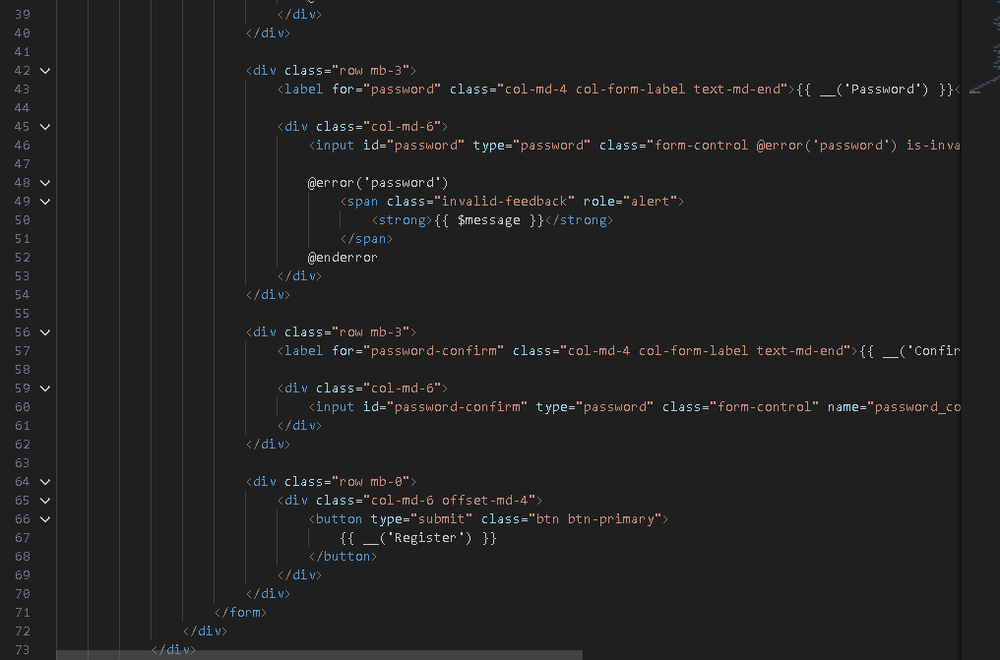 39 </div>
40 </div>
41
42 <div class="row mb-3">
43 <label for="password" class="col-md-4 col-form-label text-md-end">{{ __('Password') }}<
44
45 <div class="col-md-6">
46 <input id="password" type="password" class="form-control @error('password') is-inva
47
48 @error('password')
49 <span class="invalid-feedback" role="alert">
50 <strong>{{ $message }}</strong>
51 </span>
52 @enderror
53 </div>
54 </div>
55
56 <div class="row mb-3">
57 <label for="password-confirm" class="col-md-4 col-form-label text-md-end">{{ __('Confir
58
59 <div class="col-md-6">
60 <input id="password-confirm" type="password" class="form-control" name="password_co
61 </div>
62 </div>
63
64 <div class="row mb-0">
65 <div class="col-md-6 offset-md-4">
66 <button type="submit" class="btn btn-primary">
67 {{ __('Register') }}
68 </button>
69 </div>
70 </div>
71 </form>
72 </div>
73 </div>